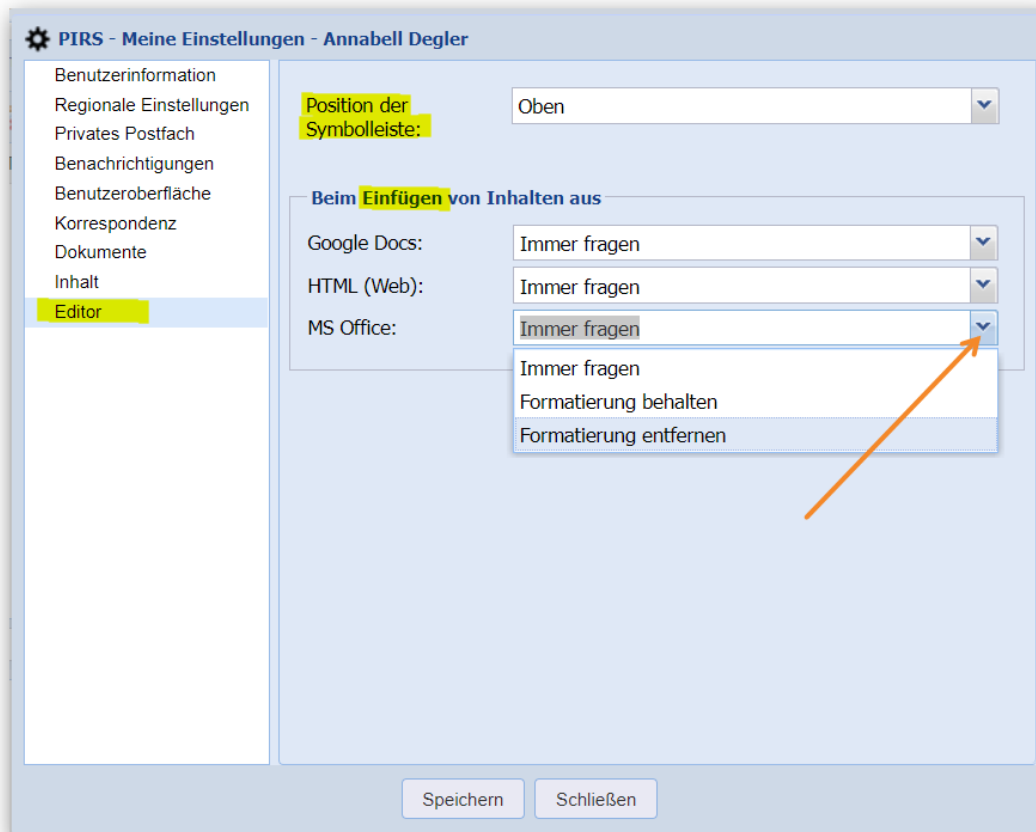 PIRS - Meine Einstellungen - Annabell Degler
Benutzerinformation
Regionale Einstellungen
Privates Postfach
Benachrichtigungen
Benutzeroberfläche
Korrespondenz
Dokumente
Inhalt
Editor
Position der
Symbolleiste:
Oben
Beim Einfügen von Inhalten aus
Google Docs:
Immer fragen
HTML (Web):
Immer fragen
MS Office:
Immer fragen
Immer fragen
Formatierung behalten
Formatierung entfernen
Speichern
Schließen